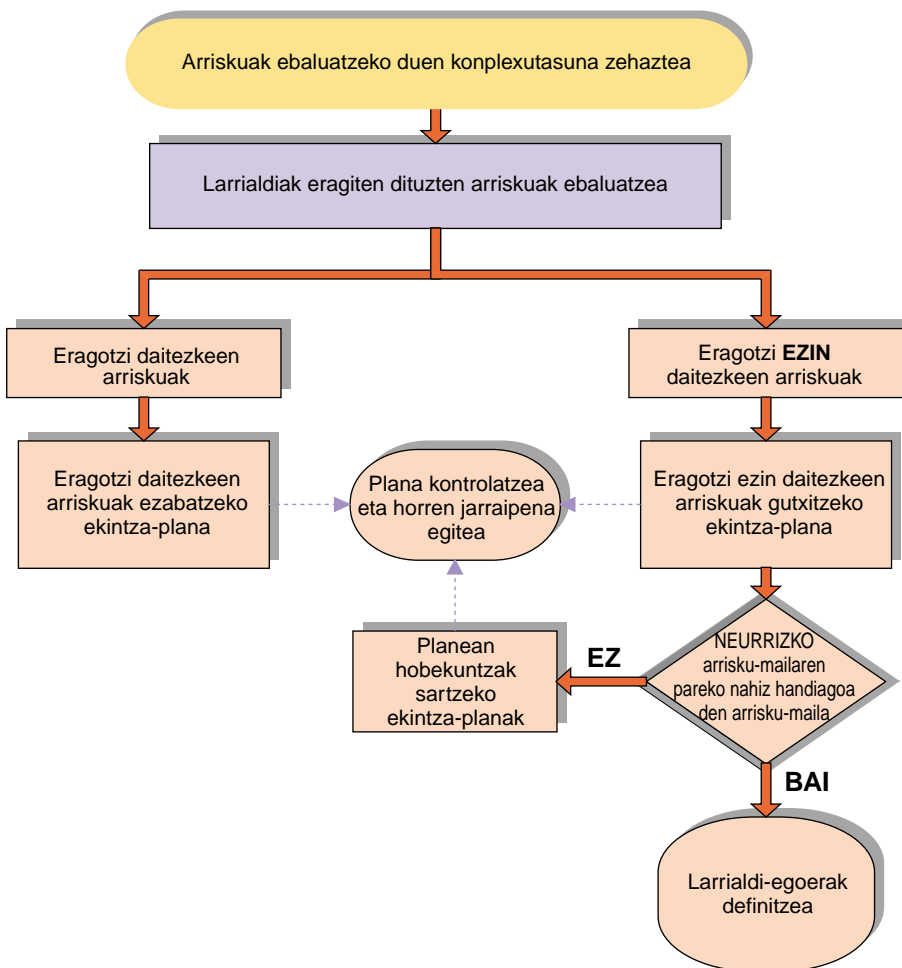 Arriskuak ebaluatzeko duen konplexutasuna zehaztea
Larrialdiak eragiten dituzten arriskuak ebaluatzea
Eragotzi daitezkeen
arriskuak
Eragotzi EZIN
daitezkeen arriskuak
Eragotzi daitezkeen
arriskuak ezabatzeko
ekintza-plana
Plana kontrolatzea
eta horren jarraipena
egitea
Eragotzi ezin daitezkeen
arriskuak gutxitzeko
ekintza-plana
Planean
hobekuntzak
sartzeko
ekintza-planak
EZ
NEURRIZKO
arrisku-mailaren
pareko nahiz handiagoa
den arrisku-maila
BAI
Larrialdi-egoerak
definitzea